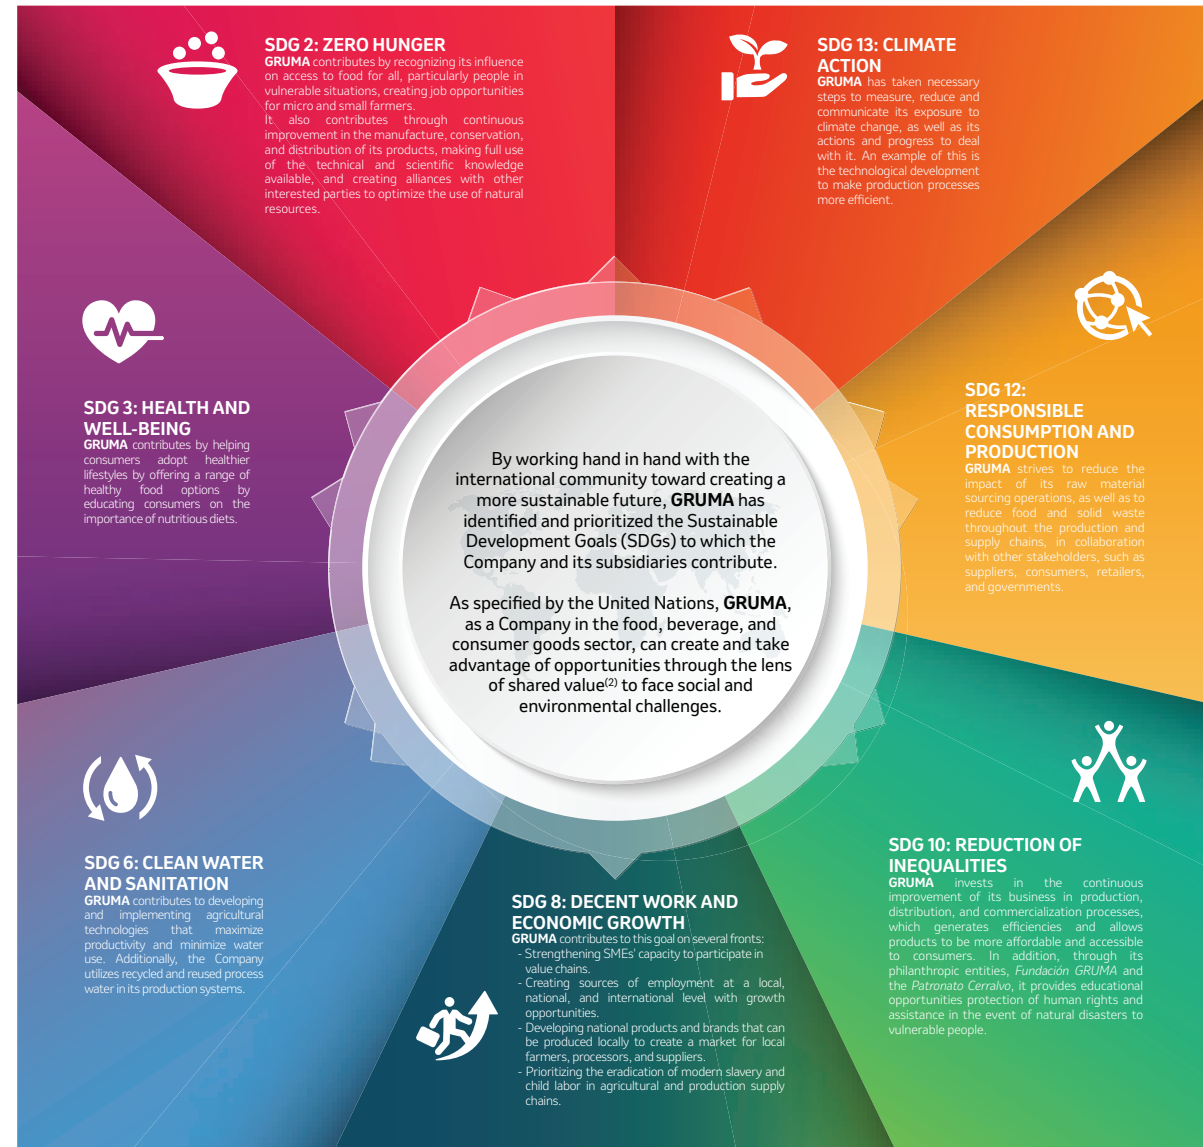 SDG 2: ZERO HUNGER
GRUMA contributes by recognizing its influence
on access to food for all, particularly people in
vulnerable situations, creating job opportunities
for micro and small farmers.
It also contributes through continuous
improvement in the manufacture, conservation,
and distribution of its products, making full use
of the technical and scientific knowledge
available, and creating alliances with other
interested parties to optimize the use of natural
resources.
SDG 13: CLIMATE
ACTION
GRUMA has taken necessary
steps to measure, reduce and
communicate its exposure to
climate change, as well as its
actions and progress to deal
with it. An example of this is
the technological development
to make production processes
more efficient.
SDG 3: HEALTH AND
WELL-BEING
GRUMA contributes by helping
consumers adopt healthier
lifestyles by offering a range of
healthy food options by
educating consumers on the
importance of nutritious diets.
SDG 12:
RESPONSIBLE
CONSUMPTION AND
PRODUCTION
GRUMA strives to reduce the
impact of its raw material
sourcing operations, as well as to
reduce food and solid waste
throughout the production and
supply chains, in collaboration
with other stakeholders, such as
suppliers, consumers, retailers,
and governments.
By working hand in hand with the
international community toward creating a
more sustainable future, GRUMA has
identified and prioritized the Sustainable
Development Goals (SDGs) to which the
Company and its subsidiaries contribute.
As specified by the United Nations, GRUMA,
as a Company in the food, beverage, and
consumer goods sector, can create and take
advantage of opportunities through the lens
of shared value(2) to face social and
environmental challenges.
SDG 6: CLEAN WATER
AND SANITATION
GRUMA contributes to developing
and implementing agricultural
technologies that maximize
productivity and minimize water
use. Additionally, the Company
utilizes recycled and reused process
water in its production systems.
SDG 8: DECENT WORK AND
ECONOMIC GROWTH
GRUMA contributes to this goal on several fronts:
- Strengthening SMEs' capacity to participate in
value chains.
- Creating sources of employment at a local,
national, and international level with growth
opportunities.
- Developing national products and brands that can
be produced locally to create a market for local
farmers, processors, and suppliers.
- Prioritizing the eradication of modern slavery and
child labor in agricultural and production supply
chains.
SDG 10: REDUCTION OF
INEQUALITIES
GRUMA invests in the continuous
improvement of its business in production,
distribution, and commercialization processes,
which generates efficiencies and allows
products to be more affordable and accessible
to consumers. In addition, through its
philanthropic entities, Fundación GRUMA and
the Patronato Cerralvo, it provides educational
opportunities protection of human rights and
assistance in the event of natural disasters to
vulnerable people.